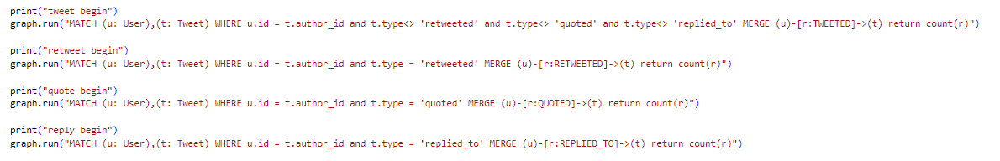 print("tweet begin")
graph.run("MATCH (u: User),(t: Tweet) WHERE u.id = t.author_id and t.type<> 'retweeted' and t.type<> 'quoted' and t.type<> 'replied_to' MERGE (u)-[r:TWEETED]->(t) return count(r)")
print("retweet begin")
graph.run("MATCH (u: User),(t: Tweet) WHERE u.id = t.author_id and t.type = 'retweeted' MERGE (u)-[r:RETWEETED]->(t) return count(r)")
print("quote begin")
graph.run("MATCH (u: User),(t: Tweet) WHERE u.id = t.author_id and t.type = 'quoted' MERGE (u)-[r:QUOTED]->(t) return count(r)")
print("reply begin")
graph.run("MATCH (u: User),(t: Tweet) WHERE u.id = t.author_id and t.type = 'replied_to' MERGE (u)-[r:REPLIED_TO]->(t) return count(r)")